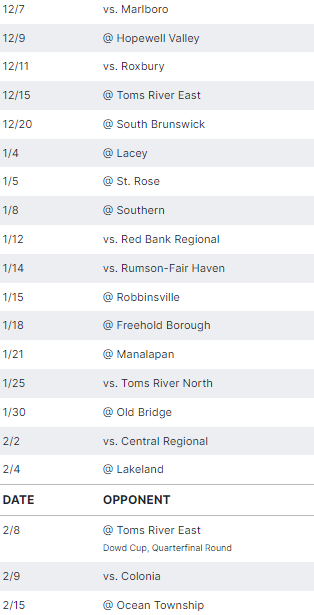 12/7 vs. Marlboro
12/9 @ Hopewell Valley
12/11 vs. Roxbury
12/15 @ Toms River East
12/20 @ South Brunswick
1/4 @ Lacey
1/5 @ St. Rose
1/8 @ Southern
1/12 vs. Red Bank Regional
1/14 vs. Rumson-Fair Haven
1/15 @ Robbinsville
1/18 @ Freehold Borough
1/21 @ Manalapan
1/25 vs. Toms River North
1/30 @ Old Bridge
2/2 vs. Central Regional
2/4 @ Lakeland
DATE OPPONENT
2/8 @ Toms River East
Dowd Cup, Quarterfinal Round
2/9 vs. Colonia
2/15 @ Ocean Township